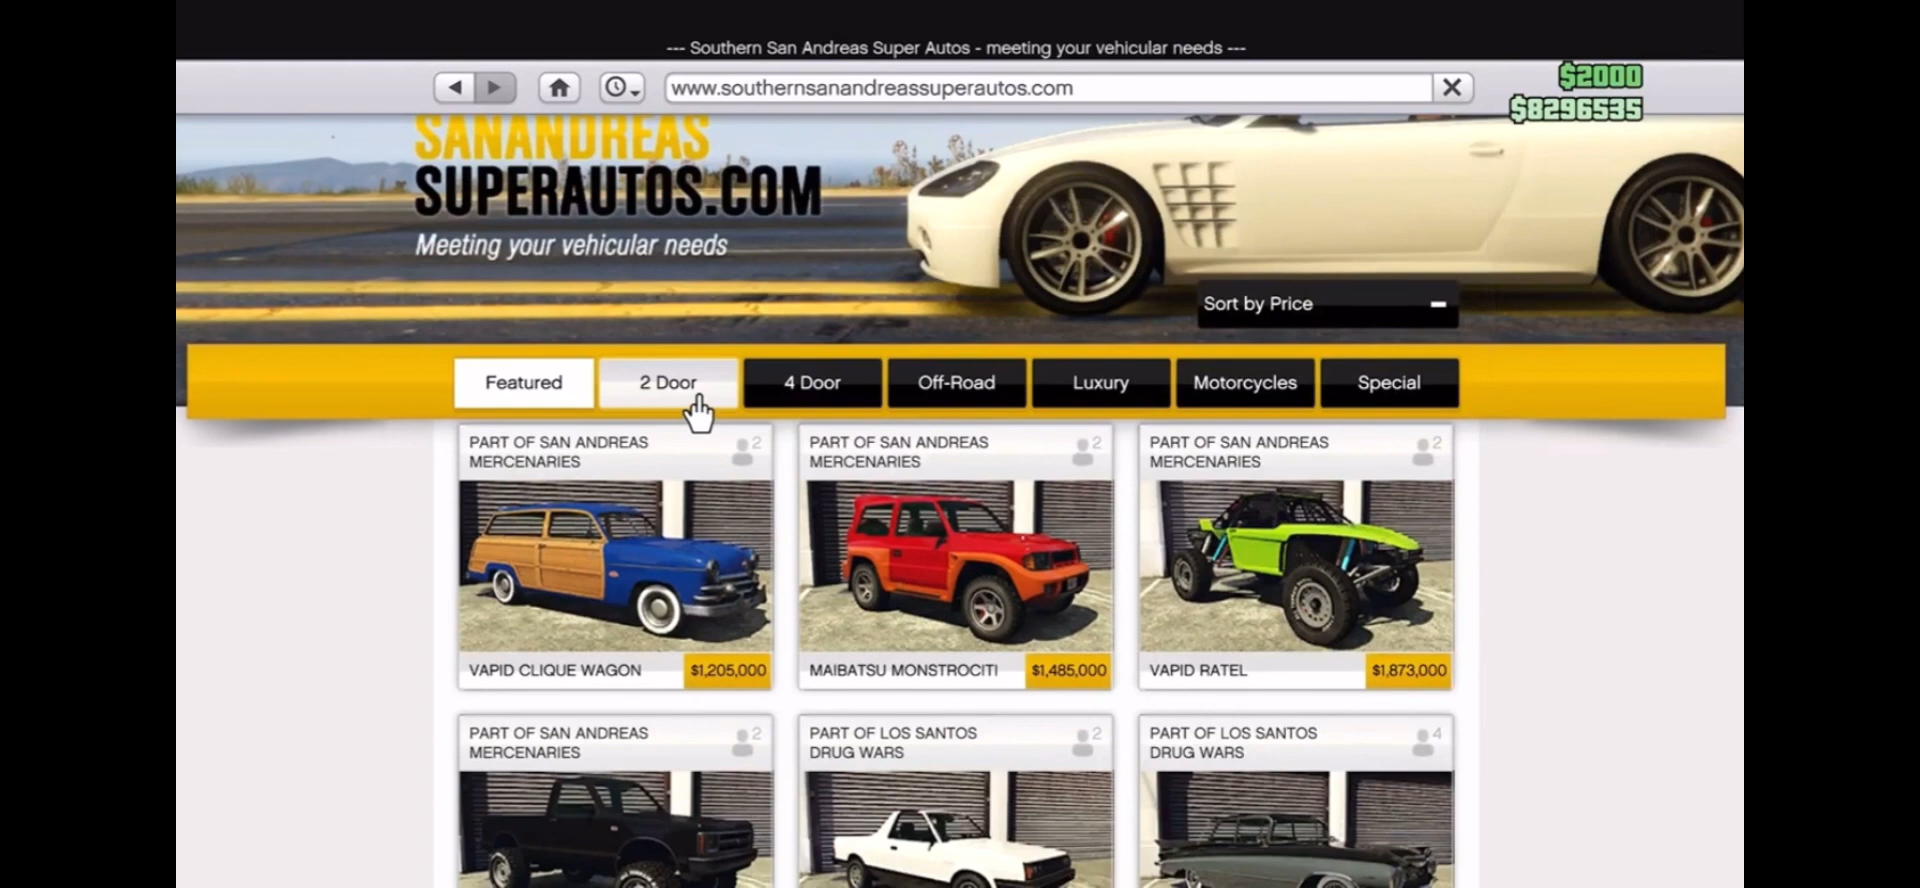 --- Southern San Andreas Super Autos - meeting your vehicular needs ---
www.southernsanandreassuperautos.com
$2000
$8296535
SANANDREAS
SUPERAUTOS.COM
Meeting your vehicular needs
Sort by Price
Featured
2 Door
4 Door
Off-Road
Luxury
Motorcycles
Special
PART OF SAN ANDREAS
MERCENARIES
2
PART OF SAN ANDREAS
MERCENARIES
2
PART OF SAN ANDREAS
MERCENARIES
2
VAPID CLIQUE WAGON
$1,205,000
MAIBATSU MONSTROCITI
$1,485,000
VAPID RATEL
$1,873,000
PART OF SAN ANDREAS
MERCENARIES
2
PART OF LOS SANTOS
DRUG WARS
2
PART OF LOS SANTOS
DRUG WARS
4